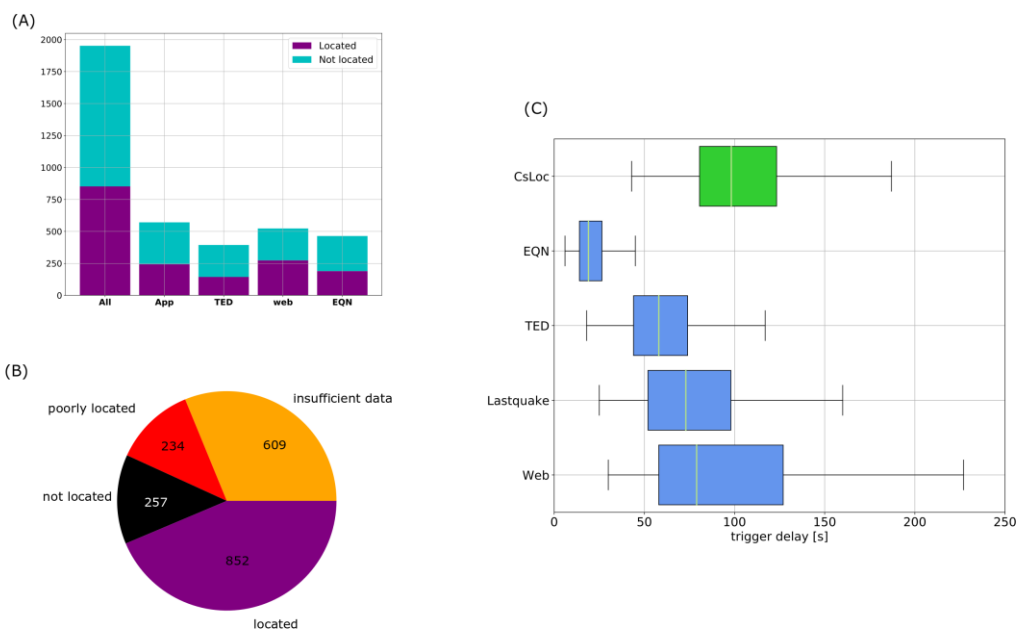 (A)
2000
1750
1500
1250
1000
750
500
250
0
Located
Not located
All App TED web EQN
(B)
insufficient data
poorly located
609
234
not located
257
852
located
(C)
CsLoc
EQN
TED
Lastquake
Web
0 50 100 150 200 250
trigger delay [s]